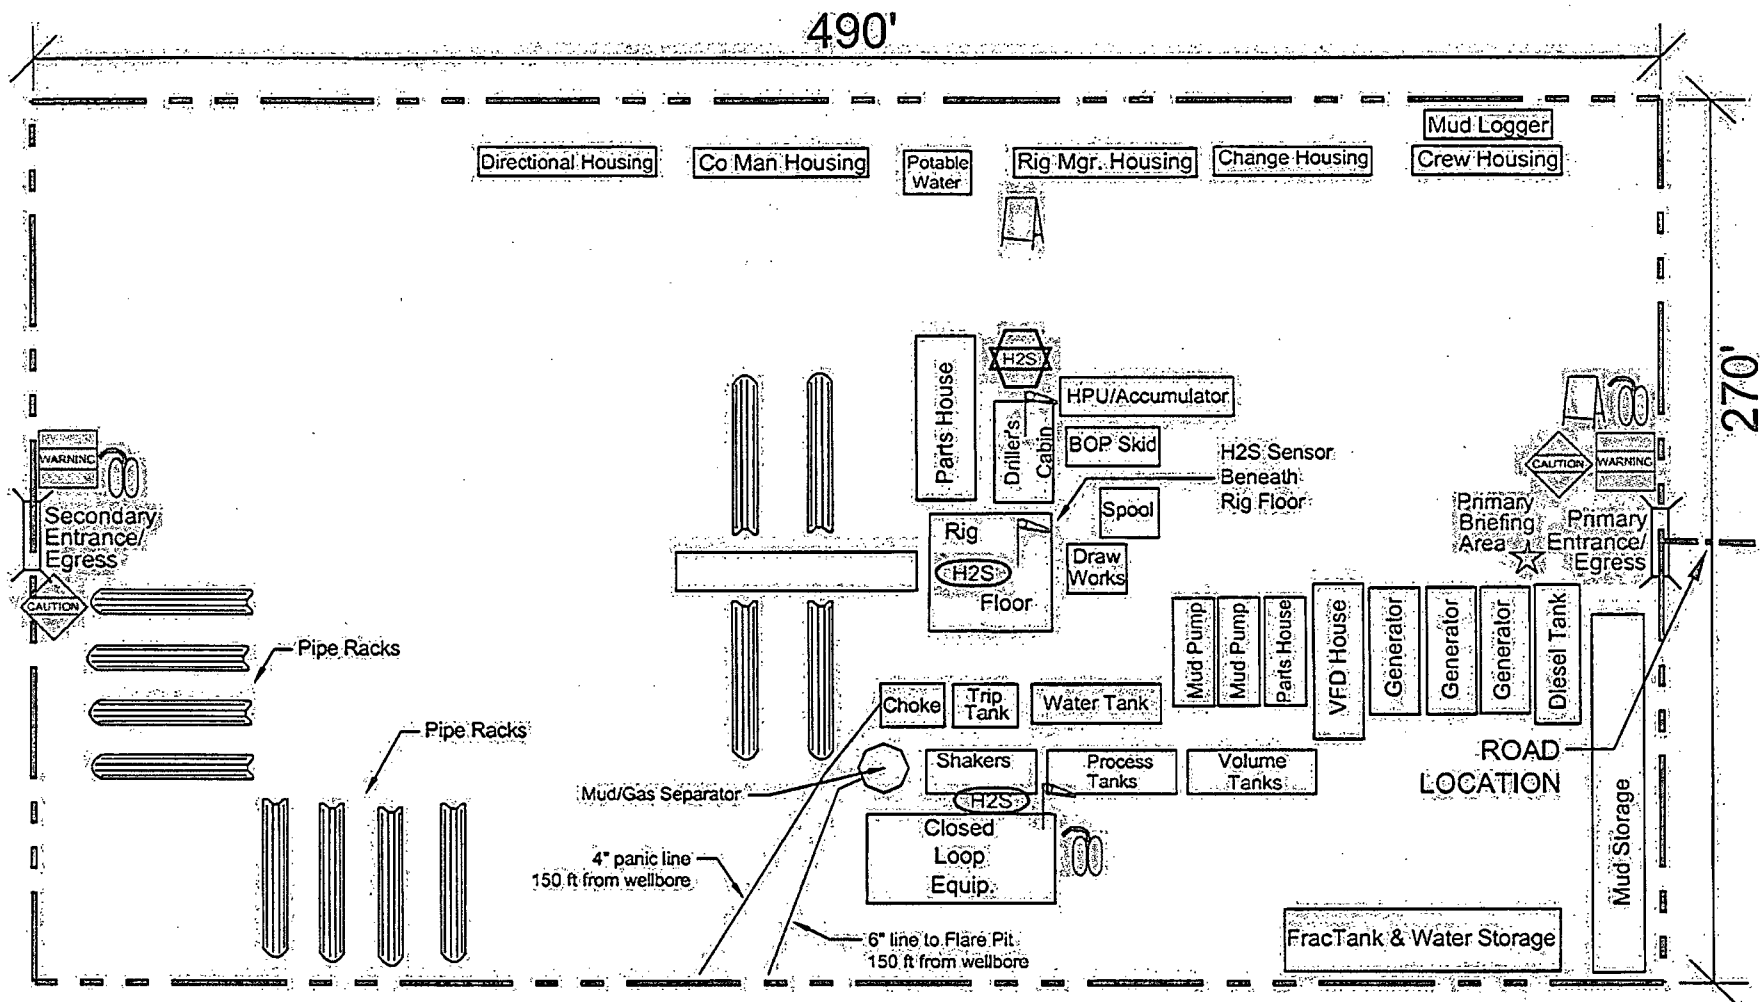 490'
Mud Logger
Directional Housing
Co Man Housing
Potable
Water
Rig Mgr. Housing
Change Housing
Crew Housing
270'
H2S
Parts House
Driller's
Cabin
HPU/Accumulator
BOP Skid
H2S Sensor
Beneath
Rig Floor
Spool
WARNING
CAUTION
WARNING
Secondary
Entrance/
Egress
CAUTION
Primary
Briefing
Area
Primary
Entrance/
Egress
Rig
H2S
Floor
Draw
Works
Pipe Racks
Pipe Racks
Mud Pump
Mud Pump
Parts House
VFD House
Generator
Generator
Generator
Diesel Tank
Choke
Trip
Tank
Water Tank
Mud/Gas Separator
Shakers
Process
Tanks
Volume
Tanks
H2S
ROAD
LOCATION
Mud Storage
Closed
Loop
Equip.
4" panic line
150 ft from wellbore
6" line to Flare Pit
150 ft from wellbore
FracTank & Water Storage